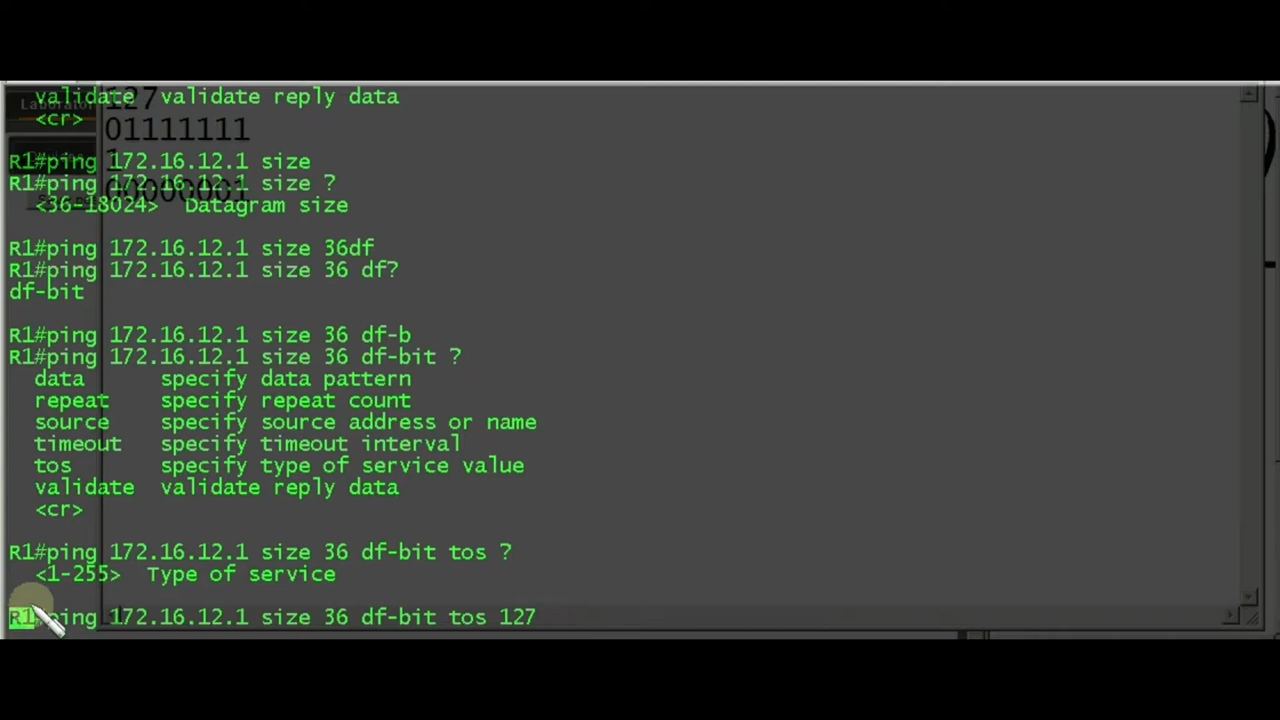 validate  validate reply data
<cr>
127
01111111
1
00000001
R1#ping 172.16.12.1 size
R1#ping 172.16.12.1 size ?
<36-18024>  Datagram size
R1#ping 172.16.12.1 size 36df
R1#ping 172.16.12.1 size 36 df?
df-bit
R1#ping 172.16.12.1 size 36 df-b
R1#ping 172.16.12.1 size 36 df-bit ?
data      specify data pattern
repeat    specify repeat count
source    specify source address or name
timeout   specify timeout interval
tos       specify type of service value
validate  validate reply data
<cr>
R1#ping 172.16.12.1 size 36 df-bit tos ?
<1-255>  Type of service
R1#ping 172.16.12.1 size 36 df-bit tos 127